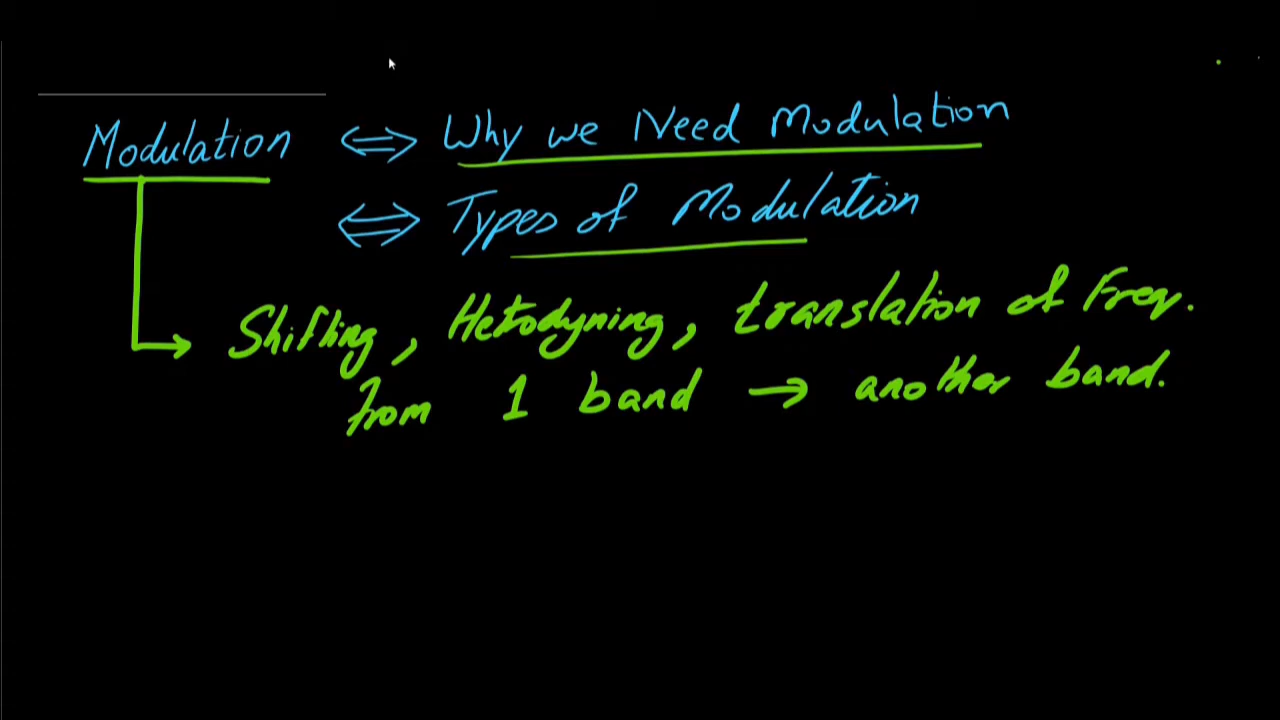 Modulation ⇔ Why we Need Modulation
⇔ Types of Modulation
Shifting, Hetrodyning, translation of Freq.
from 1 band → another band.